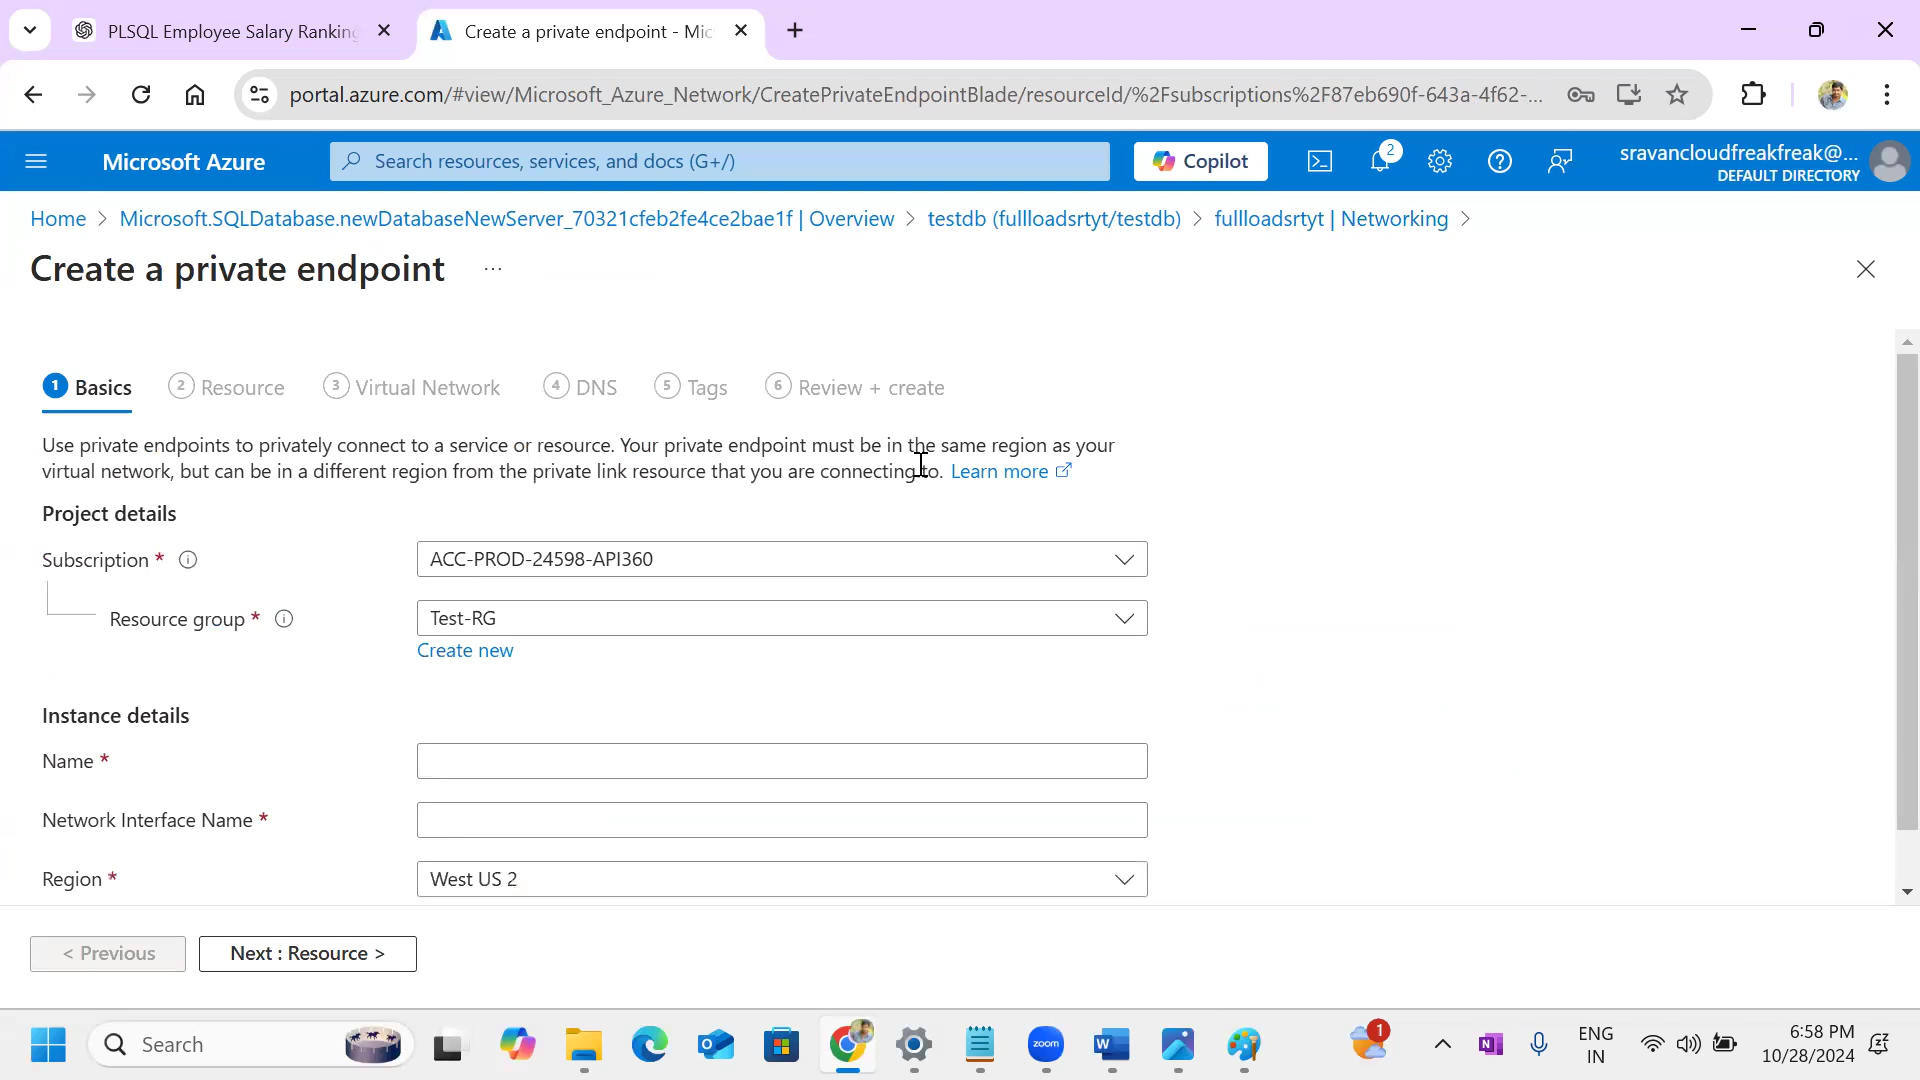 PLSQL Employee Salary Ranking
Create a private endpoint - Mic
portal.azure.com/#view/Microsoft_Azure_Network/CreatePrivateEndpointBlade/resourceId/%2Fsubscriptions%2F87eb690f-643a-4f62-...
Microsoft Azure
Search resources, services, and docs (G+/)
Copilot
2
sravancloudfreakfreak@...
DEFAULT DIRECTORY
Home > Microsoft.SQLDatabase.newDatabaseNewServer_70321cfeb2fe4ce2bae1f | Overview > testdb (fullloadsrtyt/testdb) > fullloadsrtyt | Networking >
Create a private endpoint ...
1 Basics 2 Resource 3 Virtual Network 4 DNS 5 Tags 6 Review + create
Use private endpoints to privately connect to a service or resource. Your private endpoint must be in the same region as your
virtual network, but can be in a different region from the private link resource that you are connecting to. Learn more
Project details
Subscription *
ACC-PROD-24598-API360
Resource group *
Test-RG
Create new
Instance details
Name *
Network Interface Name *
Region *
West US 2
< Previous
Next : Resource >
Search
zoom
1
ENG
IN
6:58 PM
10/28/2024